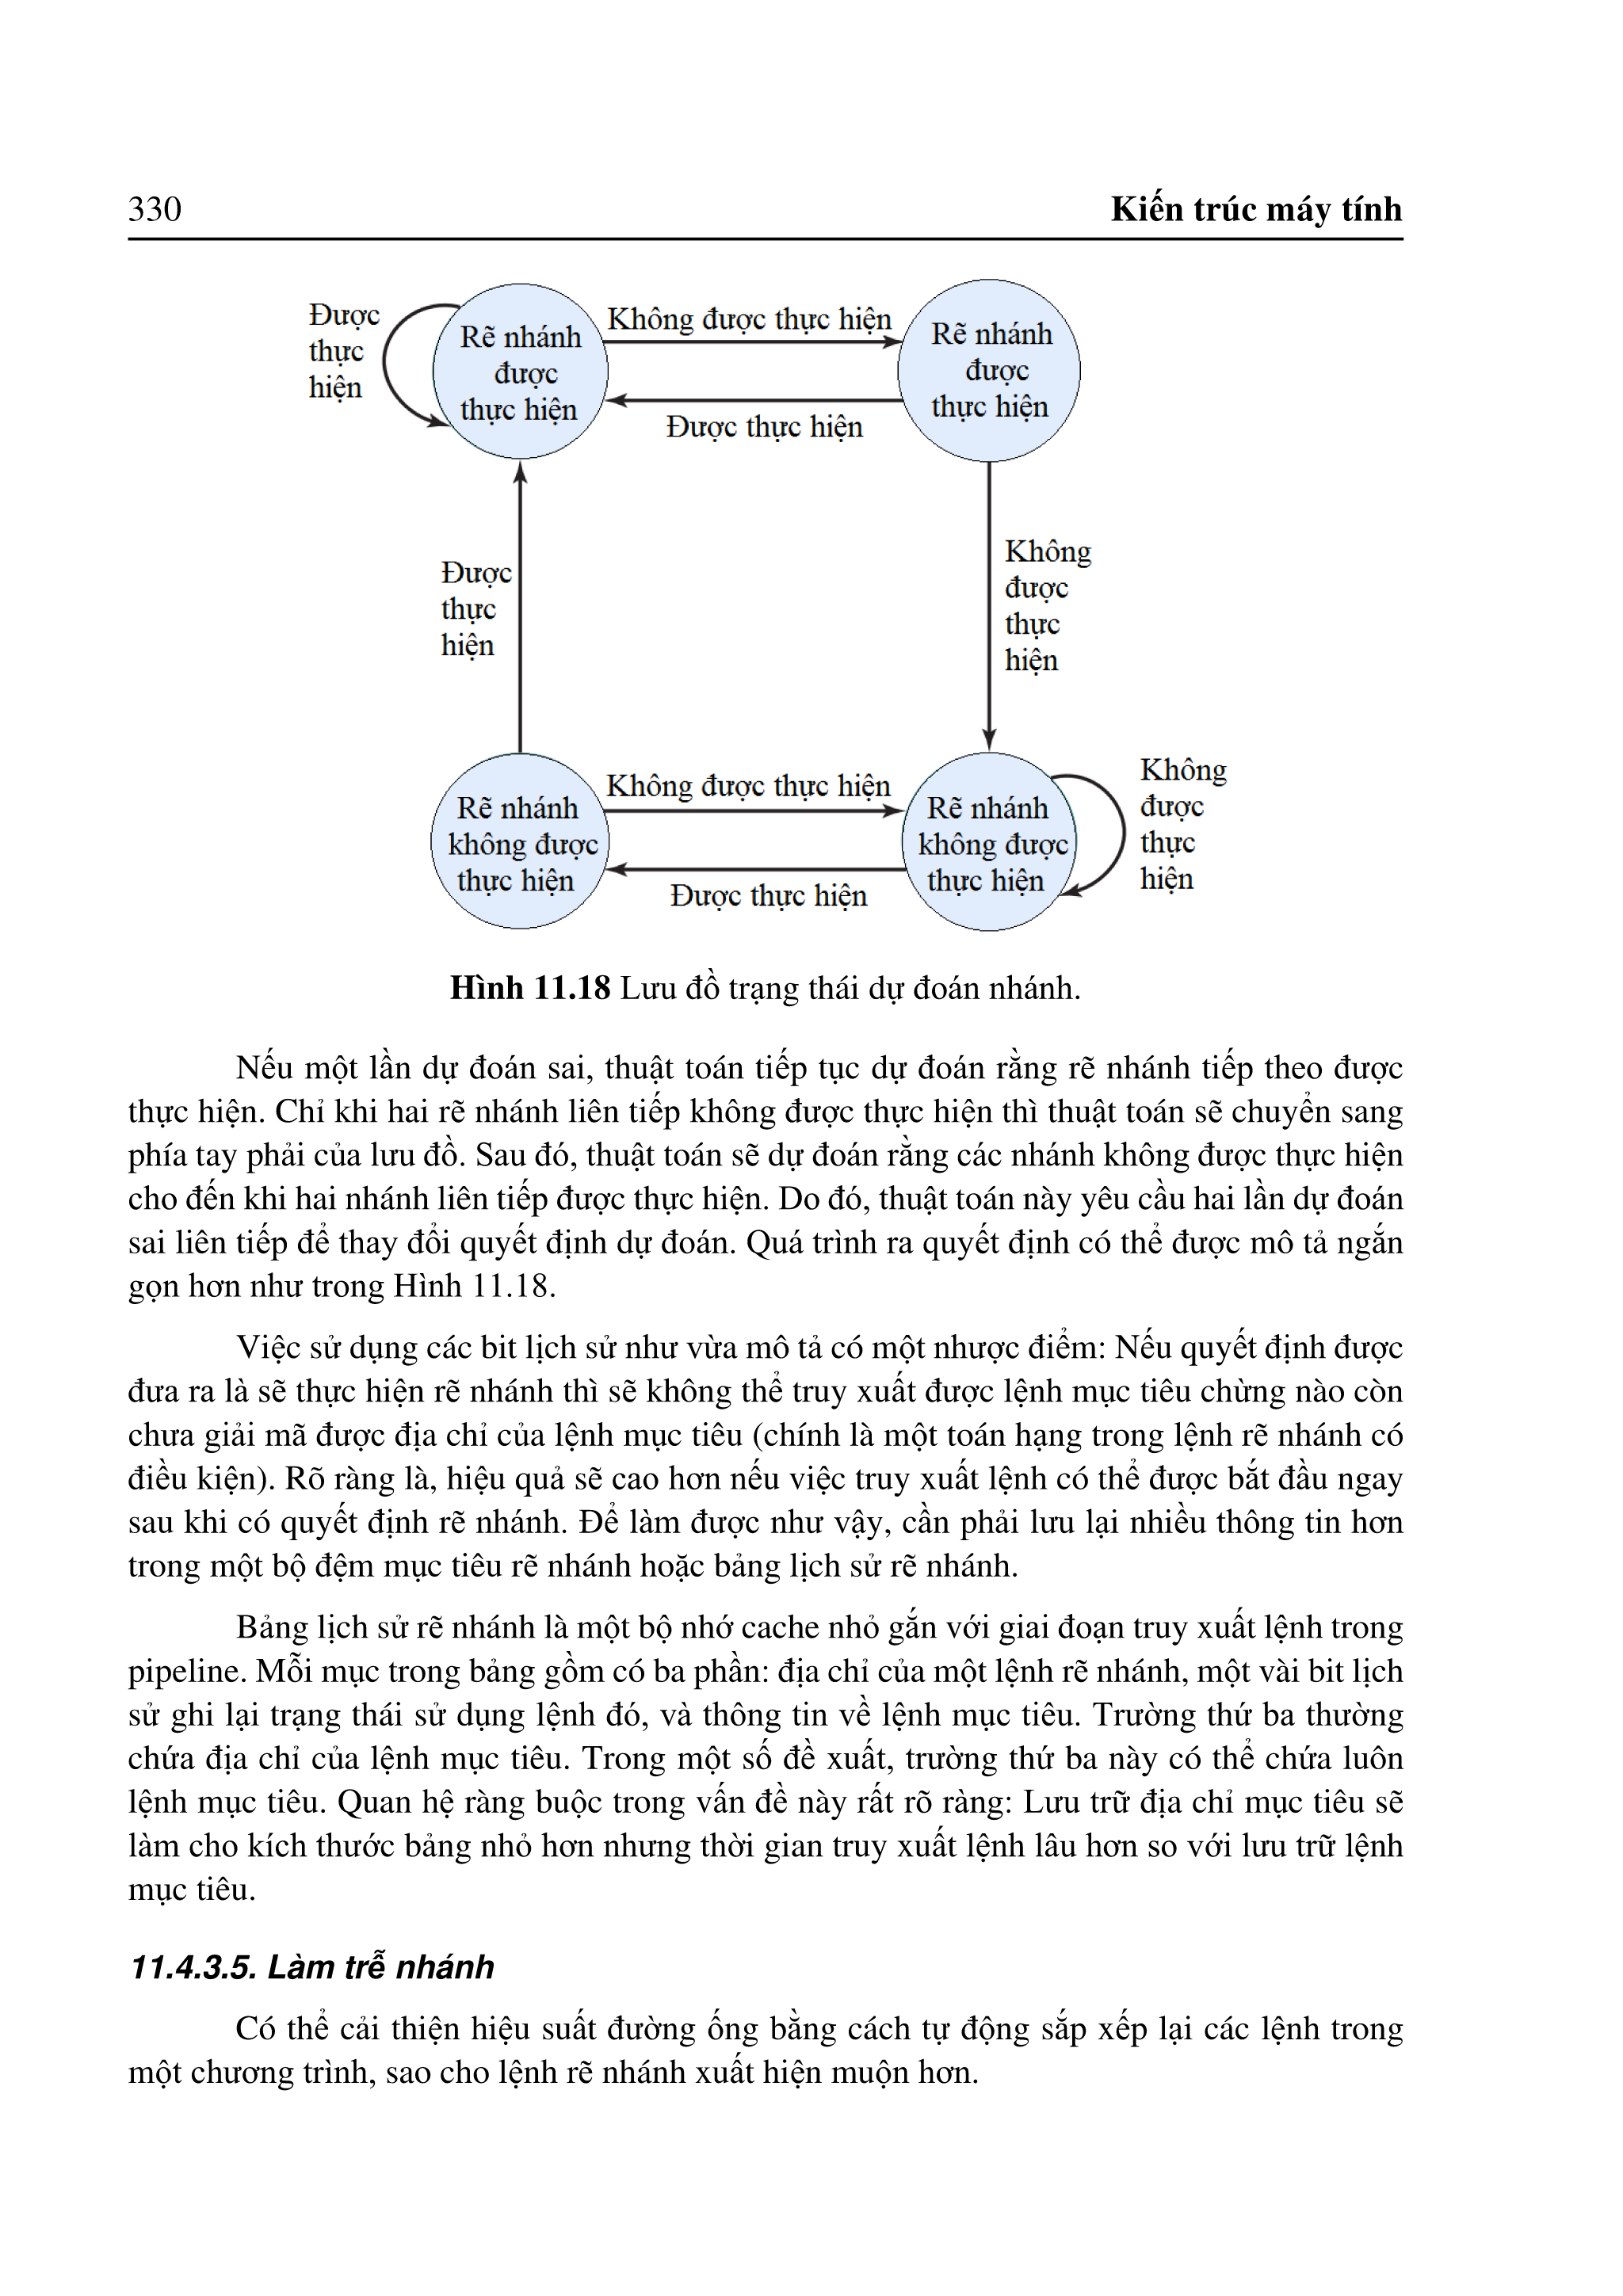 330
Kiến trúc máy tính
Được
thực
hiện
Rẽ nhánh
được
thực hiện
Không được thực hiện
Được thực hiện
Rẽ nhánh
được
thực hiện
Được
thực
hiện
Không
được
thực
hiện
Rẽ nhánh
không được
thực hiện
Không được thực hiện
Được thực hiện
Rẽ nhánh
không được
thực hiện
Không
được
thực
hiện
Hình 11.18 Lưu đồ trạng thái dự đoán nhánh.
Nếu một lần dự đoán sai, thuật toán tiếp tục dự đoán rằng rẽ nhánh tiếp theo được
thực hiện. Chỉ khi hai rẽ nhánh liên tiếp không được thực hiện thì thuật toán sẽ chuyển sang
phía tay phải của lưu đồ. Sau đó, thuật toán sẽ dự đoán rằng các nhánh không được thực hiện
cho đến khi hai nhánh liên tiếp được thực hiện. Do đó, thuật toán này yêu cầu hai lần dự đoán
sai liên tiếp để thay đổi quyết định dự đoán. Quá trình ra quyết định có thể được mô tả ngắn
gọn hơn như trong Hình 11.18.
Việc sử dụng các bit lịch sử như vừa mô tả có một nhược điểm: Nếu quyết định được
đưa ra là sẽ thực hiện rẽ nhánh thì sẽ không thể truy xuất được lệnh mục tiêu chừng nào còn
chưa giải mã được địa chỉ của lệnh mục tiêu (chính là một toán hạng trong lệnh rẽ nhánh có
điều kiện). Rõ ràng là, hiệu quả sẽ cao hơn nếu việc truy xuất lệnh có thể được bắt đầu ngay
sau khi có quyết định rẽ nhánh. Để làm được như vậy, cần phải lưu lại nhiều thông tin hơn
trong một bộ đệm mục tiêu rẽ nhánh hoặc bảng lịch sử rẽ nhánh.
Bảng lịch sử rẽ nhánh là một bộ nhớ cache nhỏ gắn với giai đoạn truy xuất lệnh trong
pipeline. Mỗi mục trong bảng gồm có ba phần: địa chỉ của một lệnh rẽ nhánh, một vài bit lịch
sử ghi lại trạng thái sử dụng lệnh đó, và thông tin về lệnh mục tiêu. Trường thứ ba thường
chứa địa chỉ của lệnh mục tiêu. Trong một số đề xuất, trường thứ ba này có thể chứa luôn
lệnh mục tiêu. Quan hệ ràng buộc trong vấn đề này rất rõ ràng: Lưu trữ địa chỉ mục tiêu sẽ
làm cho kích thước bảng nhỏ hơn nhưng thời gian truy xuất lệnh lâu hơn so với lưu trữ lệnh
mục tiêu.
11.4.3.5. Làm trễ nhánh
Có thể cải thiện hiệu suất đường ống bằng cách tự động sắp xếp lại các lệnh trong
một chương trình, sao cho lệnh rẽ nhánh xuất hiện muộn hơn.